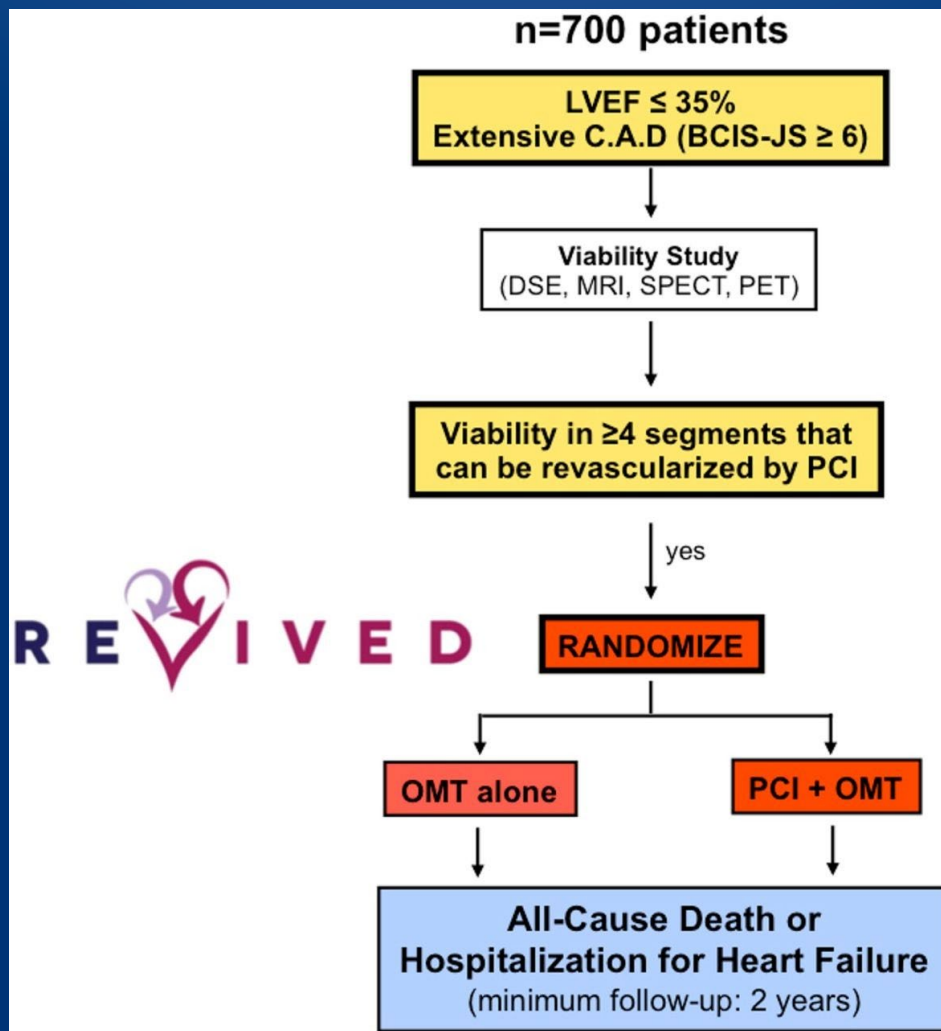 n=700 patients
LVEF ≤ 35%
Extensive C.A.D (BCIS-JS ≥ 6)
Viability Study
(DSE, MRI, SPECT, PET)
Viability in ≥4 segments that
can be revascularized by PCI
yes
REVIVED
RANDOMIZE
OMT alone
PCI + OMT
All-Cause Death or
Hospitalization for Heart Failure
(minimum follow-up: 2 years)